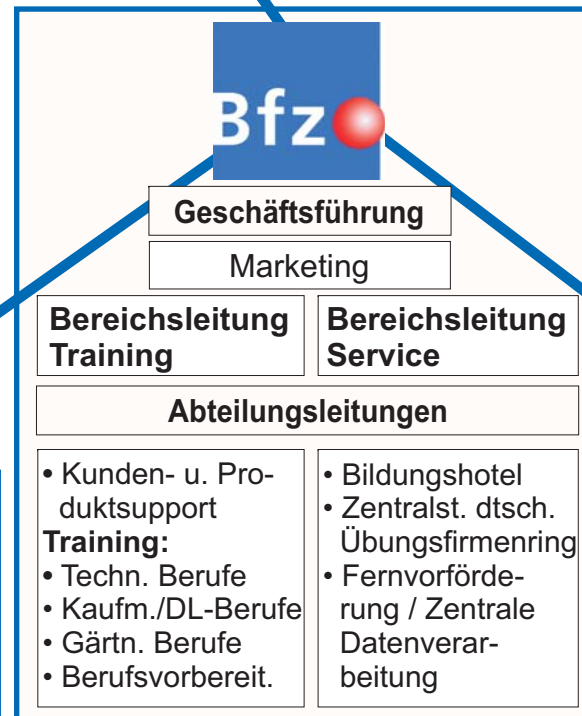 Bfz
Geschäftsführung
Marketing
Bereichsleitung
Training
Bereichsleitung
Service
Abteilungsleitungen
• Kunden- u. Pro-
duktsupport
Training:
• Techn. Berufe
• Kaufm./DL-Berufe
• Gärtn. Berufe
• Berufsvorbereit.
• Bildungshotel
• Zentralst. dtsch.
Übungsfirmenring
• Fernvorförde-
rung / Zentrale
Datenverar-
beitung